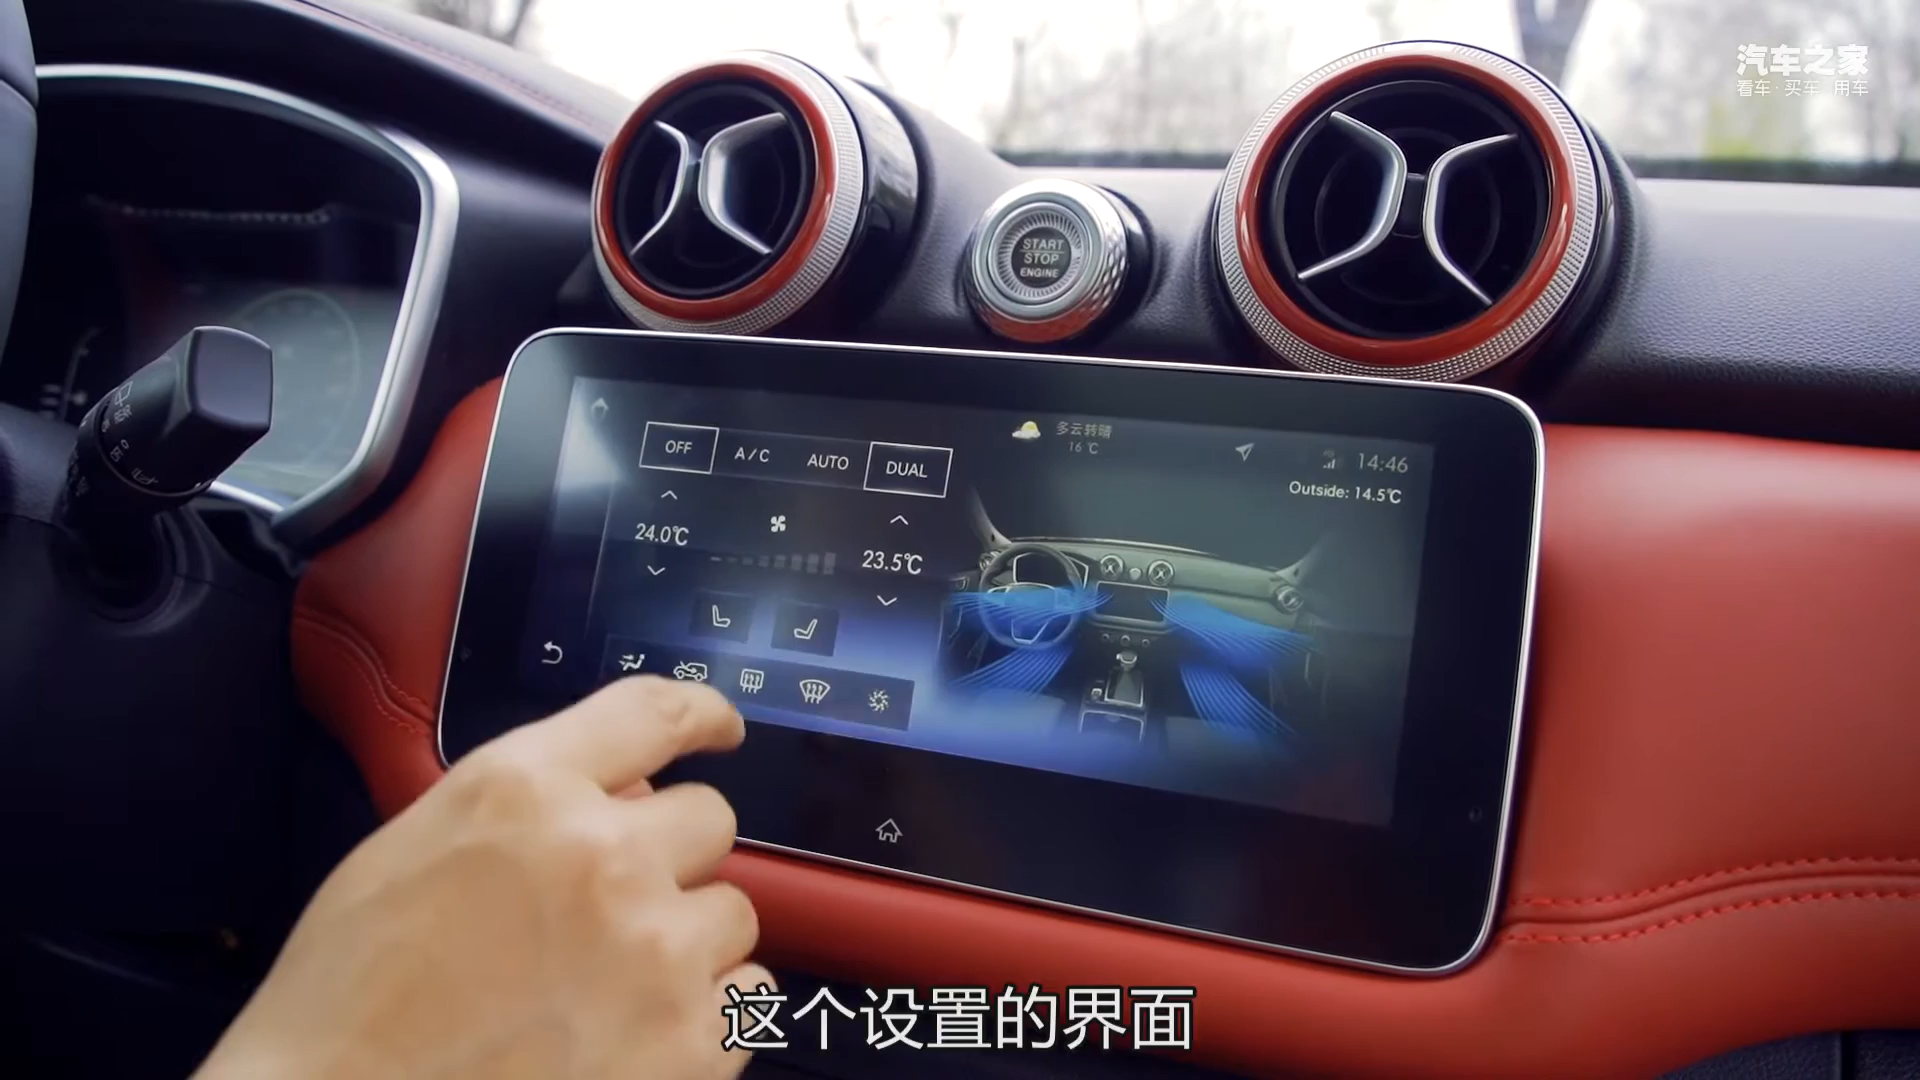 汽车之家
看车·买车·用车
START
STOP
ENGINE
REAR
OFF
A/C
AUTO
DUAL
多云转晴
16℃
14:46
Outside: 14.5℃
24.0℃
23.5℃
这个设置的界面